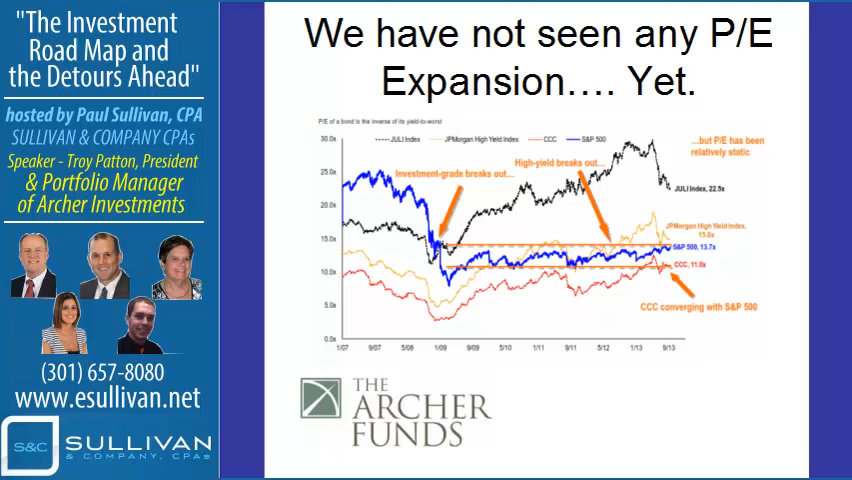 "The Investment
Road Map and
the Detours Ahead"
hosted by Paul Sullivan, CPA
SULLIVAN & COMPANY CPAs
Speaker - Troy Patton, President
& Portfolio Manager
of Archer Investments
(301) 657-8080
www.esullivan.net
S&C SULLIVAN
& COMPANY, CPAs
We have not seen any P/E
Expansion.... Yet.
P/E of a bond is the inverse of its yield-to-worst
30.0x
25.0x
20.0x
15.0x
10.0x
5.0x
0.0x
JULI Index
JPMorgan High Yield Index
CCC
S&P 500
Investment-grade breaks out...
High-yield breaks out...
...but P/E has been
relatively static
JULI Index, 22.5x
JPMorgan High Yield Index,
15.0x
S&P 500, 13.7x
CCC, 11.0x
CCC converging with S&P 500
1/07 9/07 5/08 1/09 9/09 5/10 1/11 9/11 5/12 1/13 9/13
THE
ARCHER
FUNDS